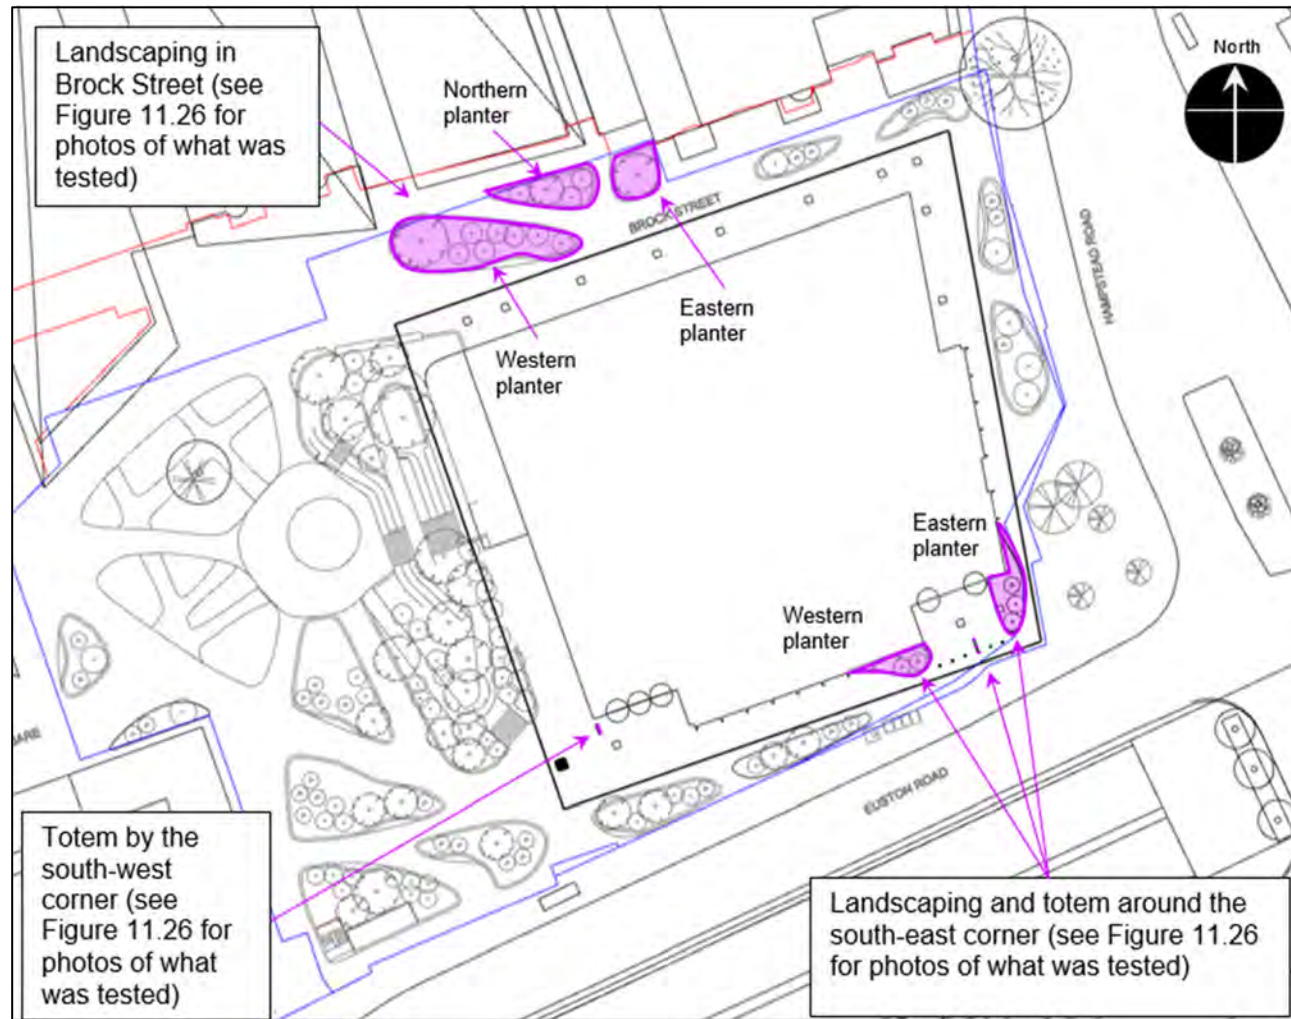 Landscaping in
Brock Street (see
Figure 11.26 for
photos of what was
tested)
Northern
planter
North
BROCK STREET
HAMPSTEAD ROAD
Eastern
planter
Western
planter
Eastern
planter
Western
planter
EUSTON ROAD
Totem by the
south-west
corner (see
Figure 11.26 for
photos of what
was tested)
Landscaping and totem around the
south-east corner (see Figure 11.26
for photos of what was tested)